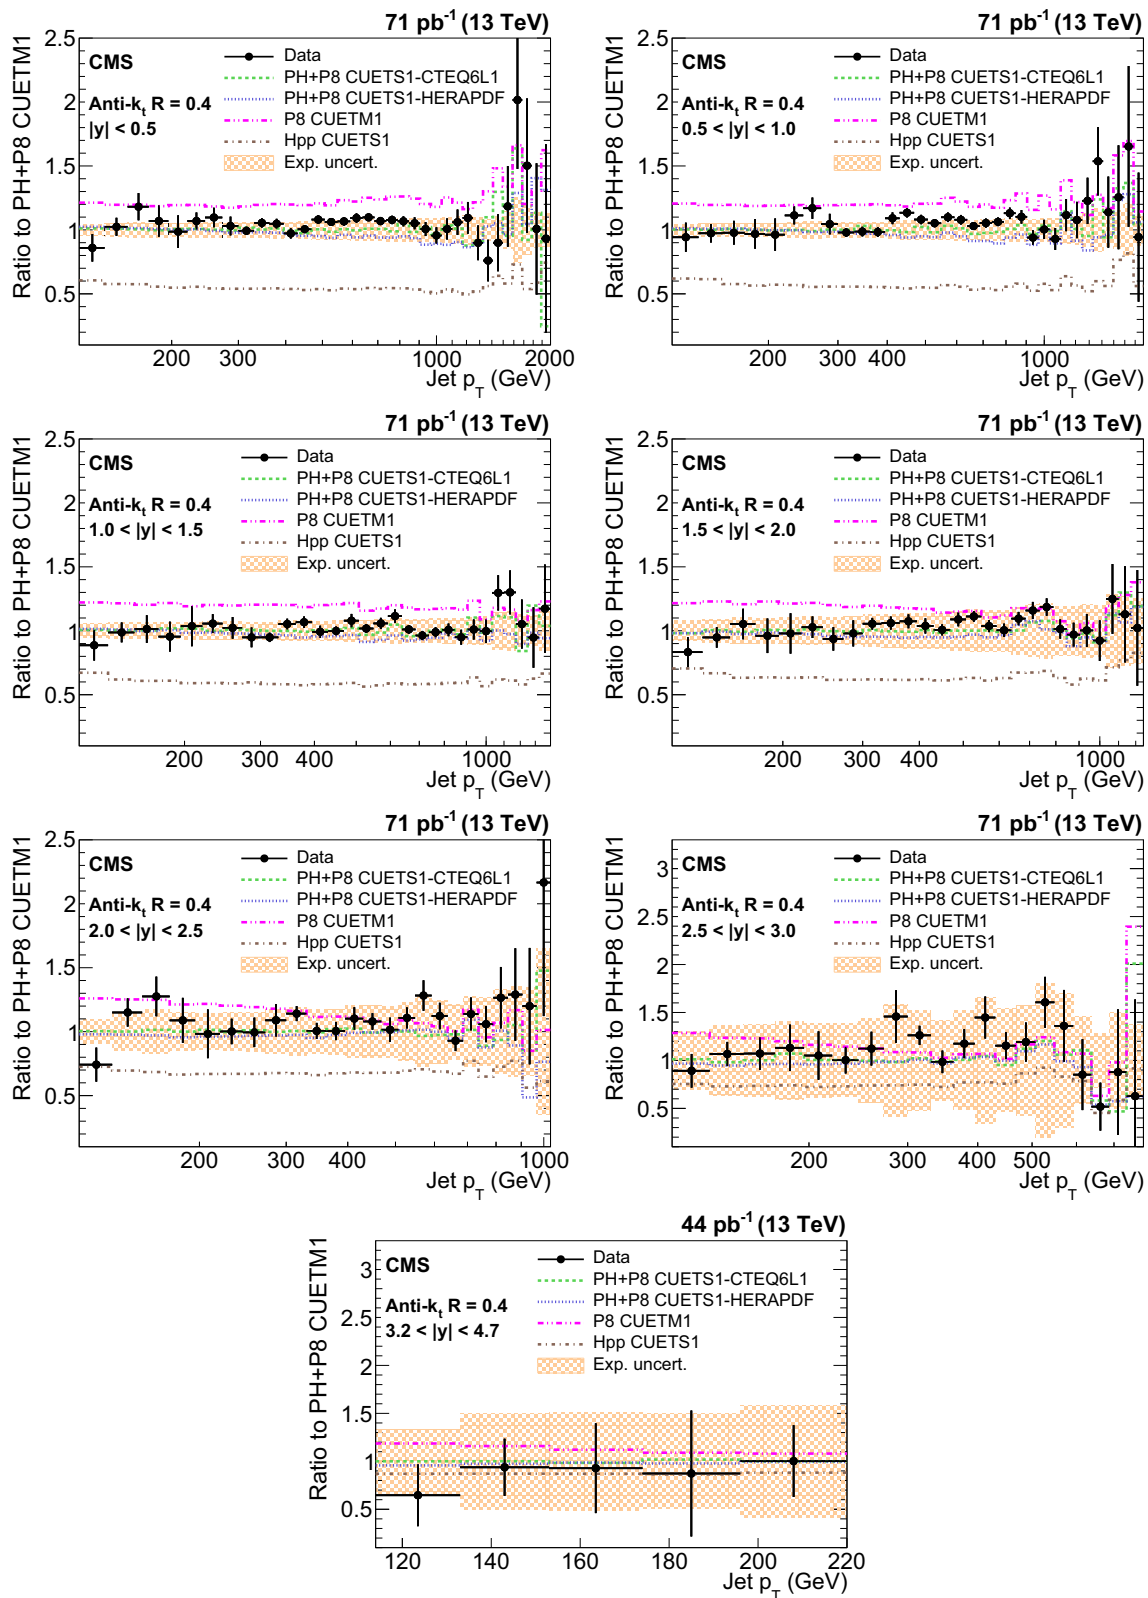 71 pb-1 (13 TeV)
Ratio to PH+P8 CUETM1
2.5
2
1.5
1
0.5
CMS
Anti-kt R = 0.4
|y| < 0.5
Data
PH+P8 CUETS1-CTEQ6L1
PH+P8 CUETS1-HERAPDF
P8 CUETM1
Hpp CUETS1
Exp. uncert.
200 300 1000 2000
Jet pT (GeV)
71 pb-1 (13 TeV)
Ratio to PH+P8 CUETM1
2.5
2
1.5
1
0.5
CMS
Anti-kt R = 0.4
0.5 < |y| < 1.0
Data
PH+P8 CUETS1-CTEQ6L1
PH+P8 CUETS1-HERAPDF
P8 CUETM1
Hpp CUETS1
Exp. uncert.
200 300 400 1000
Jet pT (GeV)
71 pb-1 (13 TeV)
Ratio to PH+P8 CUETM1
2.5
2
1.5
1
0.5
CMS
Anti-kt R = 0.4
1.0 < |y| < 1.5
Data
PH+P8 CUETS1-CTEQ6L1
PH+P8 CUETS1-HERAPDF
P8 CUETM1
Hpp CUETS1
Exp. uncert.
200 300 400 1000
Jet pT (GeV)
71 pb-1 (13 TeV)
Ratio to PH+P8 CUETM1
2.5
2
1.5
1
0.5
CMS
Anti-kt R = 0.4
1.5 < |y| < 2.0
Data
PH+P8 CUETS1-CTEQ6L1
PH+P8 CUETS1-HERAPDF
P8 CUETM1
Hpp CUETS1
Exp. uncert.
200 300 400 1000
Jet pT (GeV)
71 pb-1 (13 TeV)
Ratio to PH+P8 CUETM1
2.5
2
1.5
1
0.5
CMS
Anti-kt R = 0.4
2.0 < |y| < 2.5
Data
PH+P8 CUETS1-CTEQ6L1
PH+P8 CUETS1-HERAPDF
P8 CUETM1
Hpp CUETS1
Exp. uncert.
200 300 400 1000
Jet pT (GeV)
71 pb-1 (13 TeV)
Ratio to PH+P8 CUETM1
3
2.5
2
1.5
1
0.5
CMS
Anti-kt R = 0.4
2.5 < |y| < 3.0
Data
PH+P8 CUETS1-CTEQ6L1
PH+P8 CUETS1-HERAPDF
P8 CUETM1
Hpp CUETS1
Exp. uncert.
200 300 400 500
Jet pT (GeV)
44 pb-1 (13 TeV)
Ratio to PH+P8 CUETM1
3
2.5
2
1.5
1
0.5
CMS
Anti-kt R = 0.4
3.2 < |y| < 4.7
Data
PH+P8 CUETS1-CTEQ6L1
PH+P8 CUETS1-HERAPDF
P8 CUETM1
Hpp CUETS1
Exp. uncert.
120 140 160 180 200 220
Jet pT (GeV)